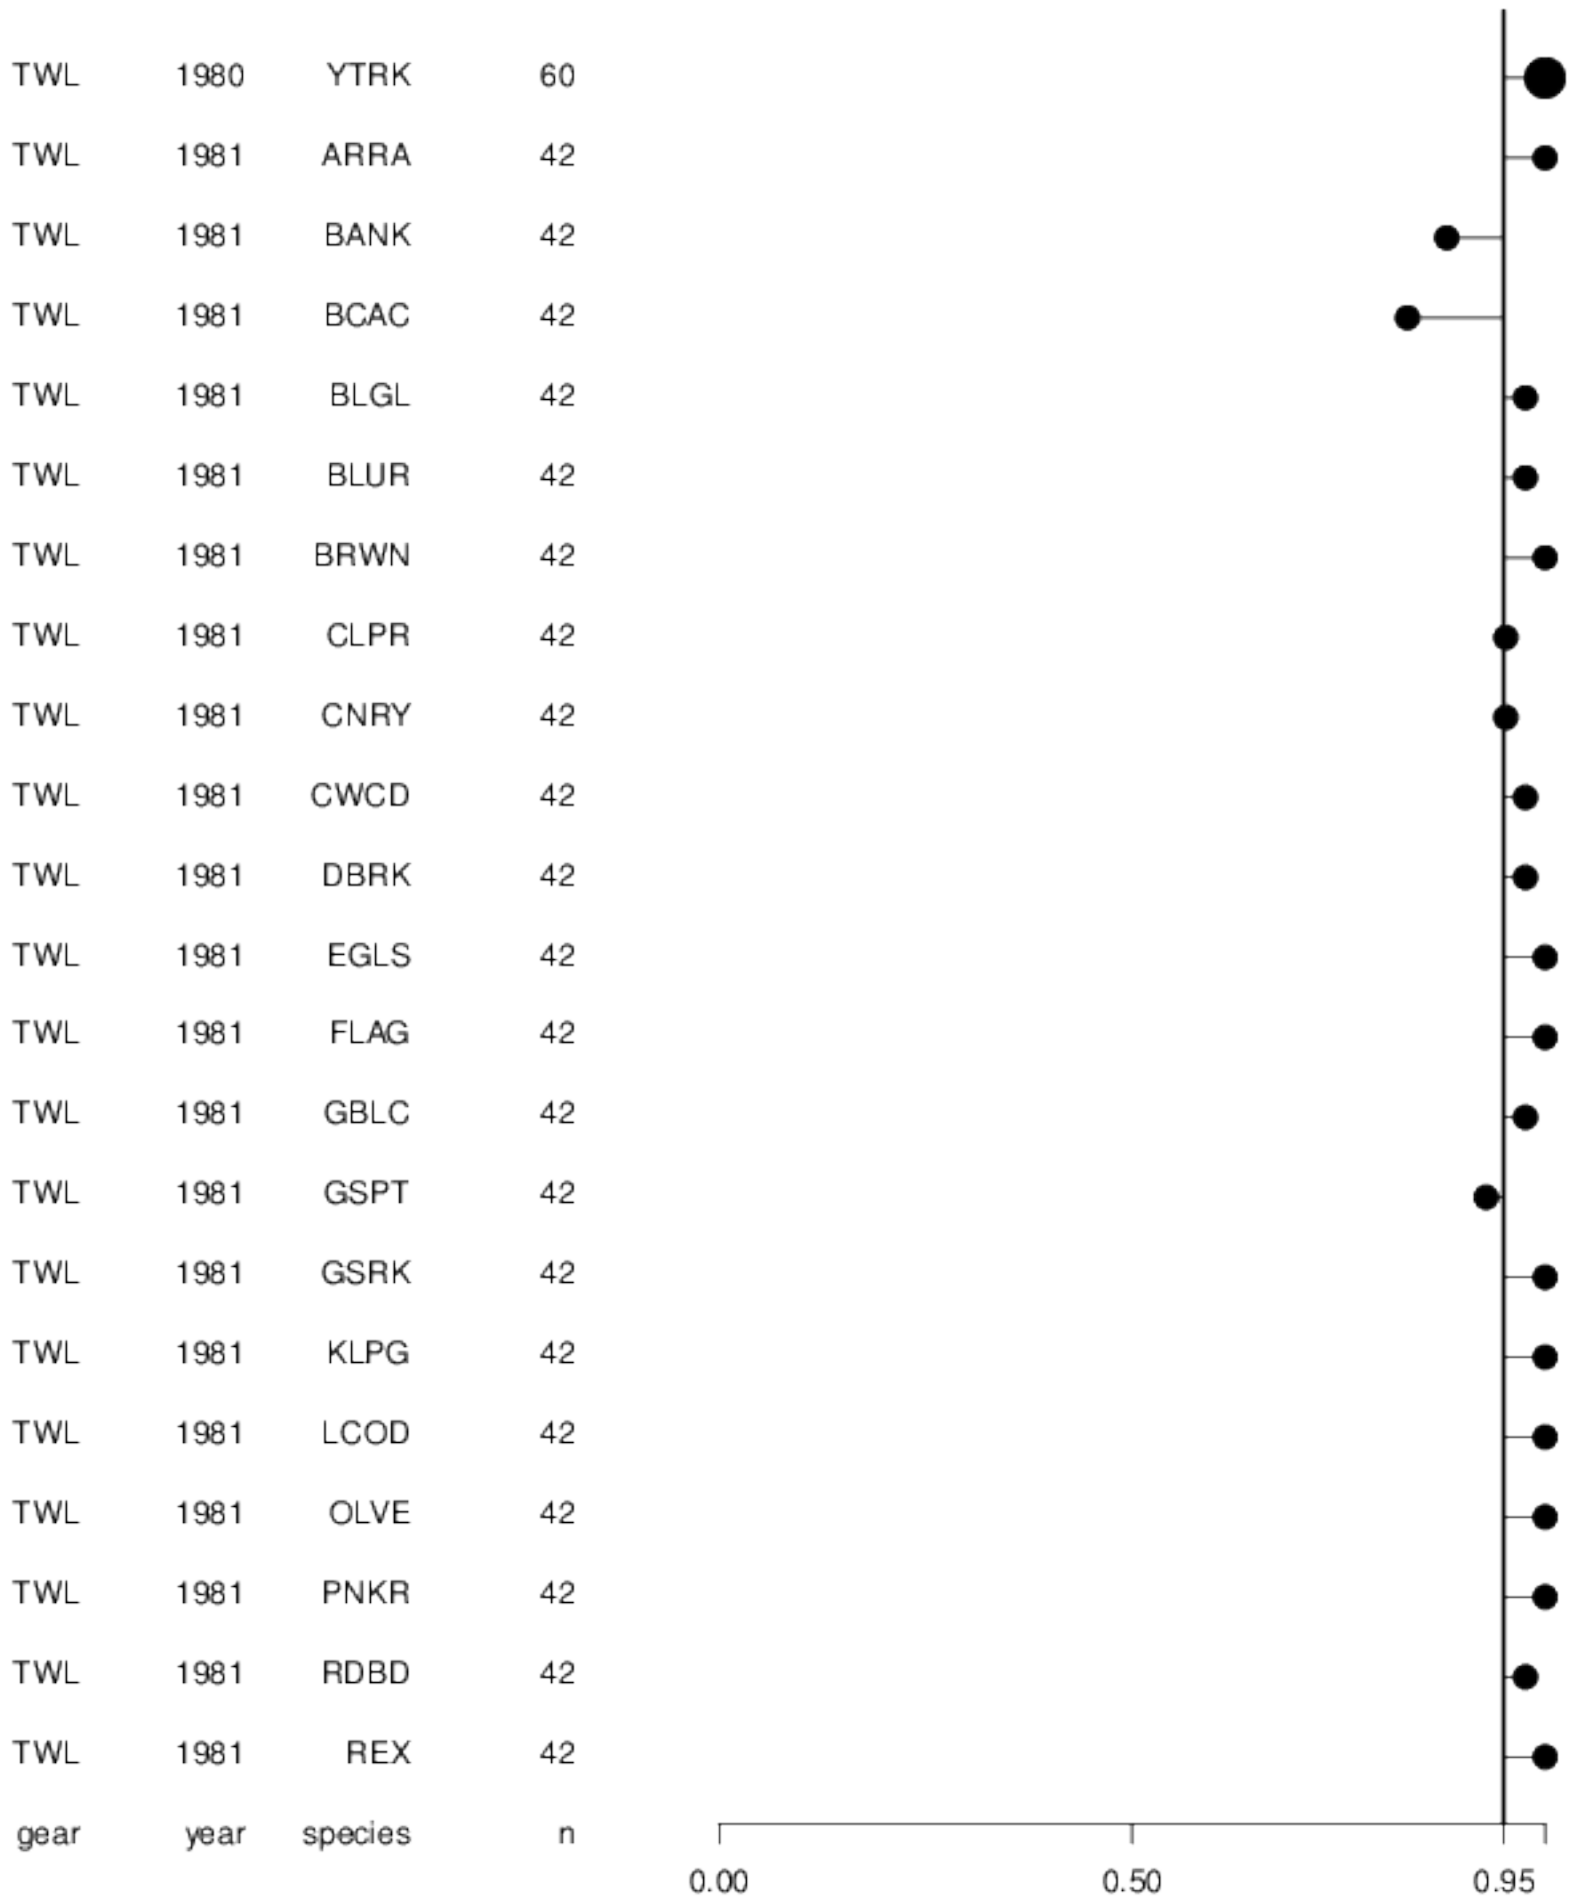 TWL 1980 YTRK 60
TWL 1981 ARRA 42
TWL 1981 BANK 42
TWL 1981 BCAC 42
TWL 1981 BLGL 42
TWL 1981 BLUR 42
TWL 1981 BRWN 42
TWL 1981 CLPR 42
TWL 1981 CNRY 42
TWL 1981 CWCD 42
TWL 1981 DBRK 42
TWL 1981 EGLS 42
TWL 1981 FLAG 42
TWL 1981 GBLC 42
TWL 1981 GSPT 42
TWL 1981 GSRK 42
TWL 1981 KLPG 42
TWL 1981 LCOD 42
TWL 1981 OLVE 42
TWL 1981 PNKR 42
TWL 1981 RDBD 42
TWL 1981 REX 42
gear year species n
0.00 0.50 0.95